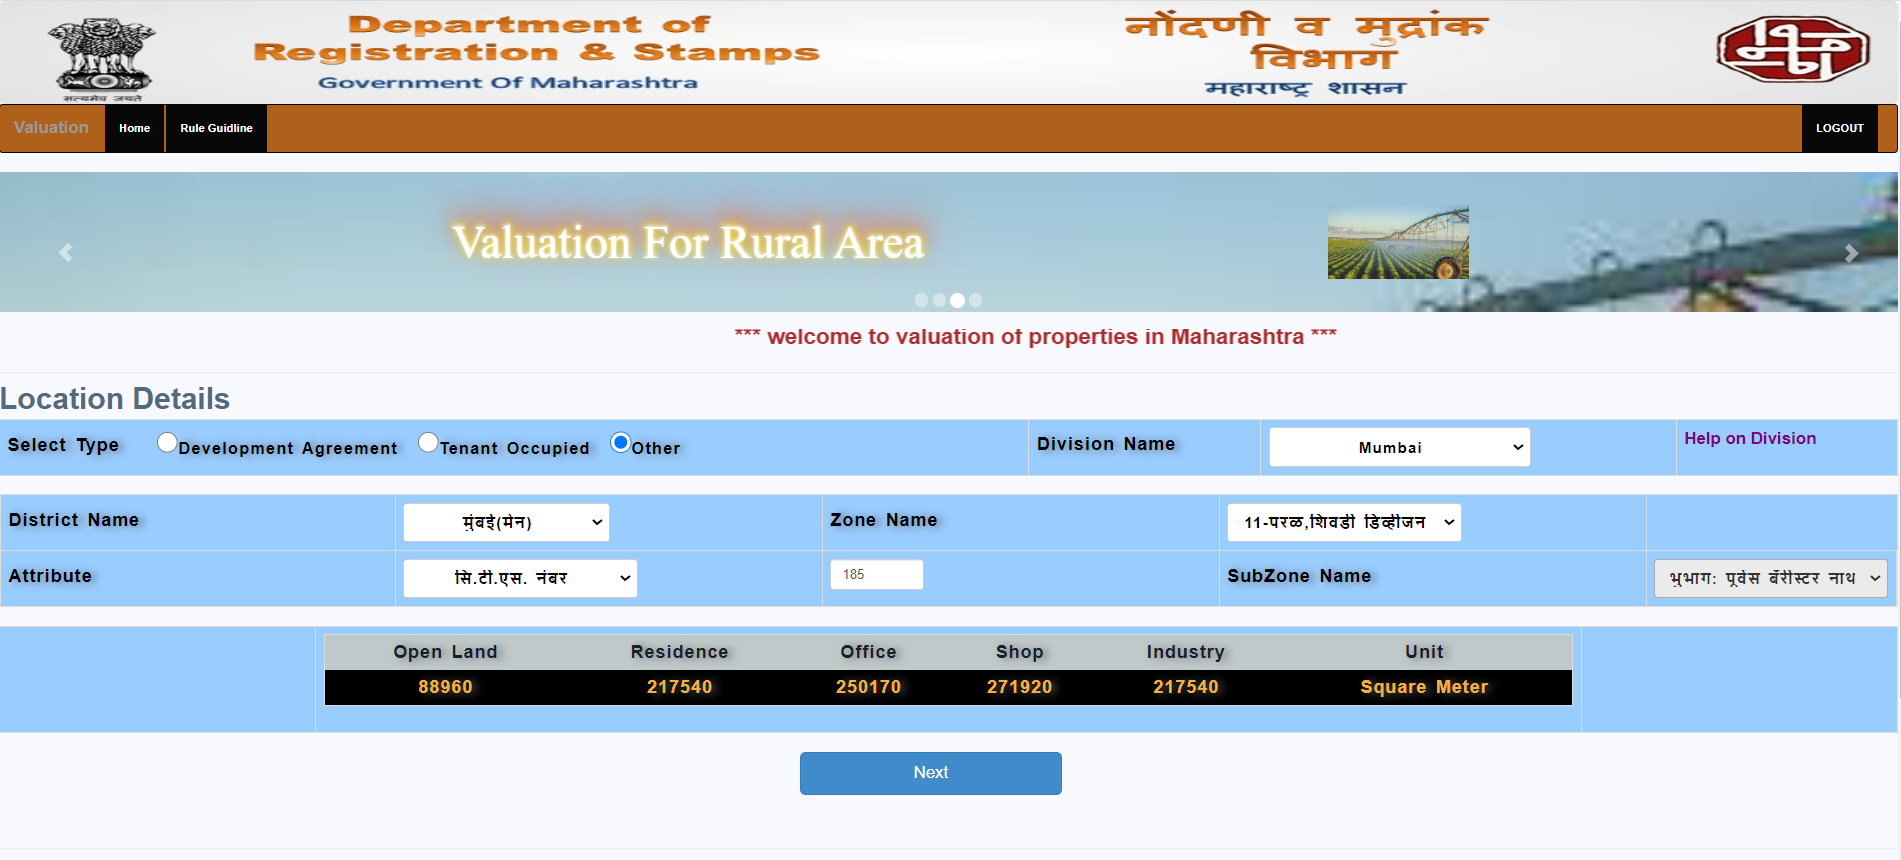 Department of
Registration & Stamps
Government Of Maharashtra
नोंदणी व मुद्रांक
विभाग
महाराष्ट्र शासन
सत्यमेव जयते
Valuation Home Rule Guidline LOGOUT
Valuation For Rural Area
*** welcome to valuation of properties in Maharashtra ***
Location Details
Select Type Development Agreement Tenant Occupied Other Division Name Mumbai Help on Division
District Name मुंबई(मेन) Zone Name 11-परळ,शिवडी डिव्हीजन
Attribute सि.टी.एस. नंबर 185 SubZone Name भुभाग: पूर्वेस बॅरीस्टर नाथ
Open Land Residence Office Shop Industry Unit
88960 217540 250170 271920 217540 Square Meter
Next